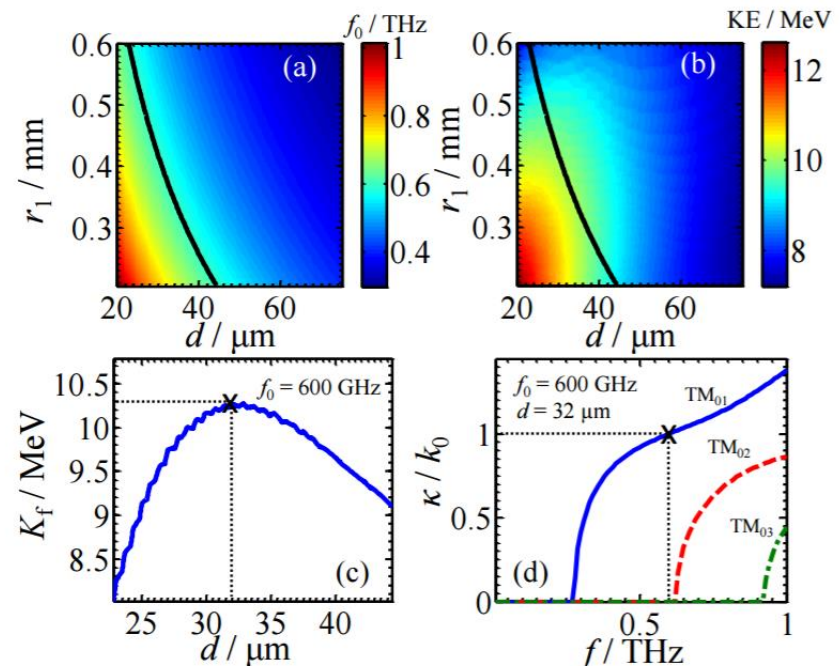 f₀ / THz
KE / MeV
0.6
0.5
0.4
0.3
r₁ / mm
(a)
20 40 60
d / μm
1
0.8
0.6
0.4
0.6
0.5
0.4
0.3
r₁ / mm
(b)
20 40 60
d / μm
12
10
8
10.5
10
9.5
9
8.5
K_f / MeV
f₀ = 600 GHz
(c)
25 30 35 40
d / μm
1
0.5
0
κ / k₀
f₀ = 600 GHz
d = 32 μm
TM₀₁
TM₀₂
TM₀₃
(d)
0.5 1
f / THz